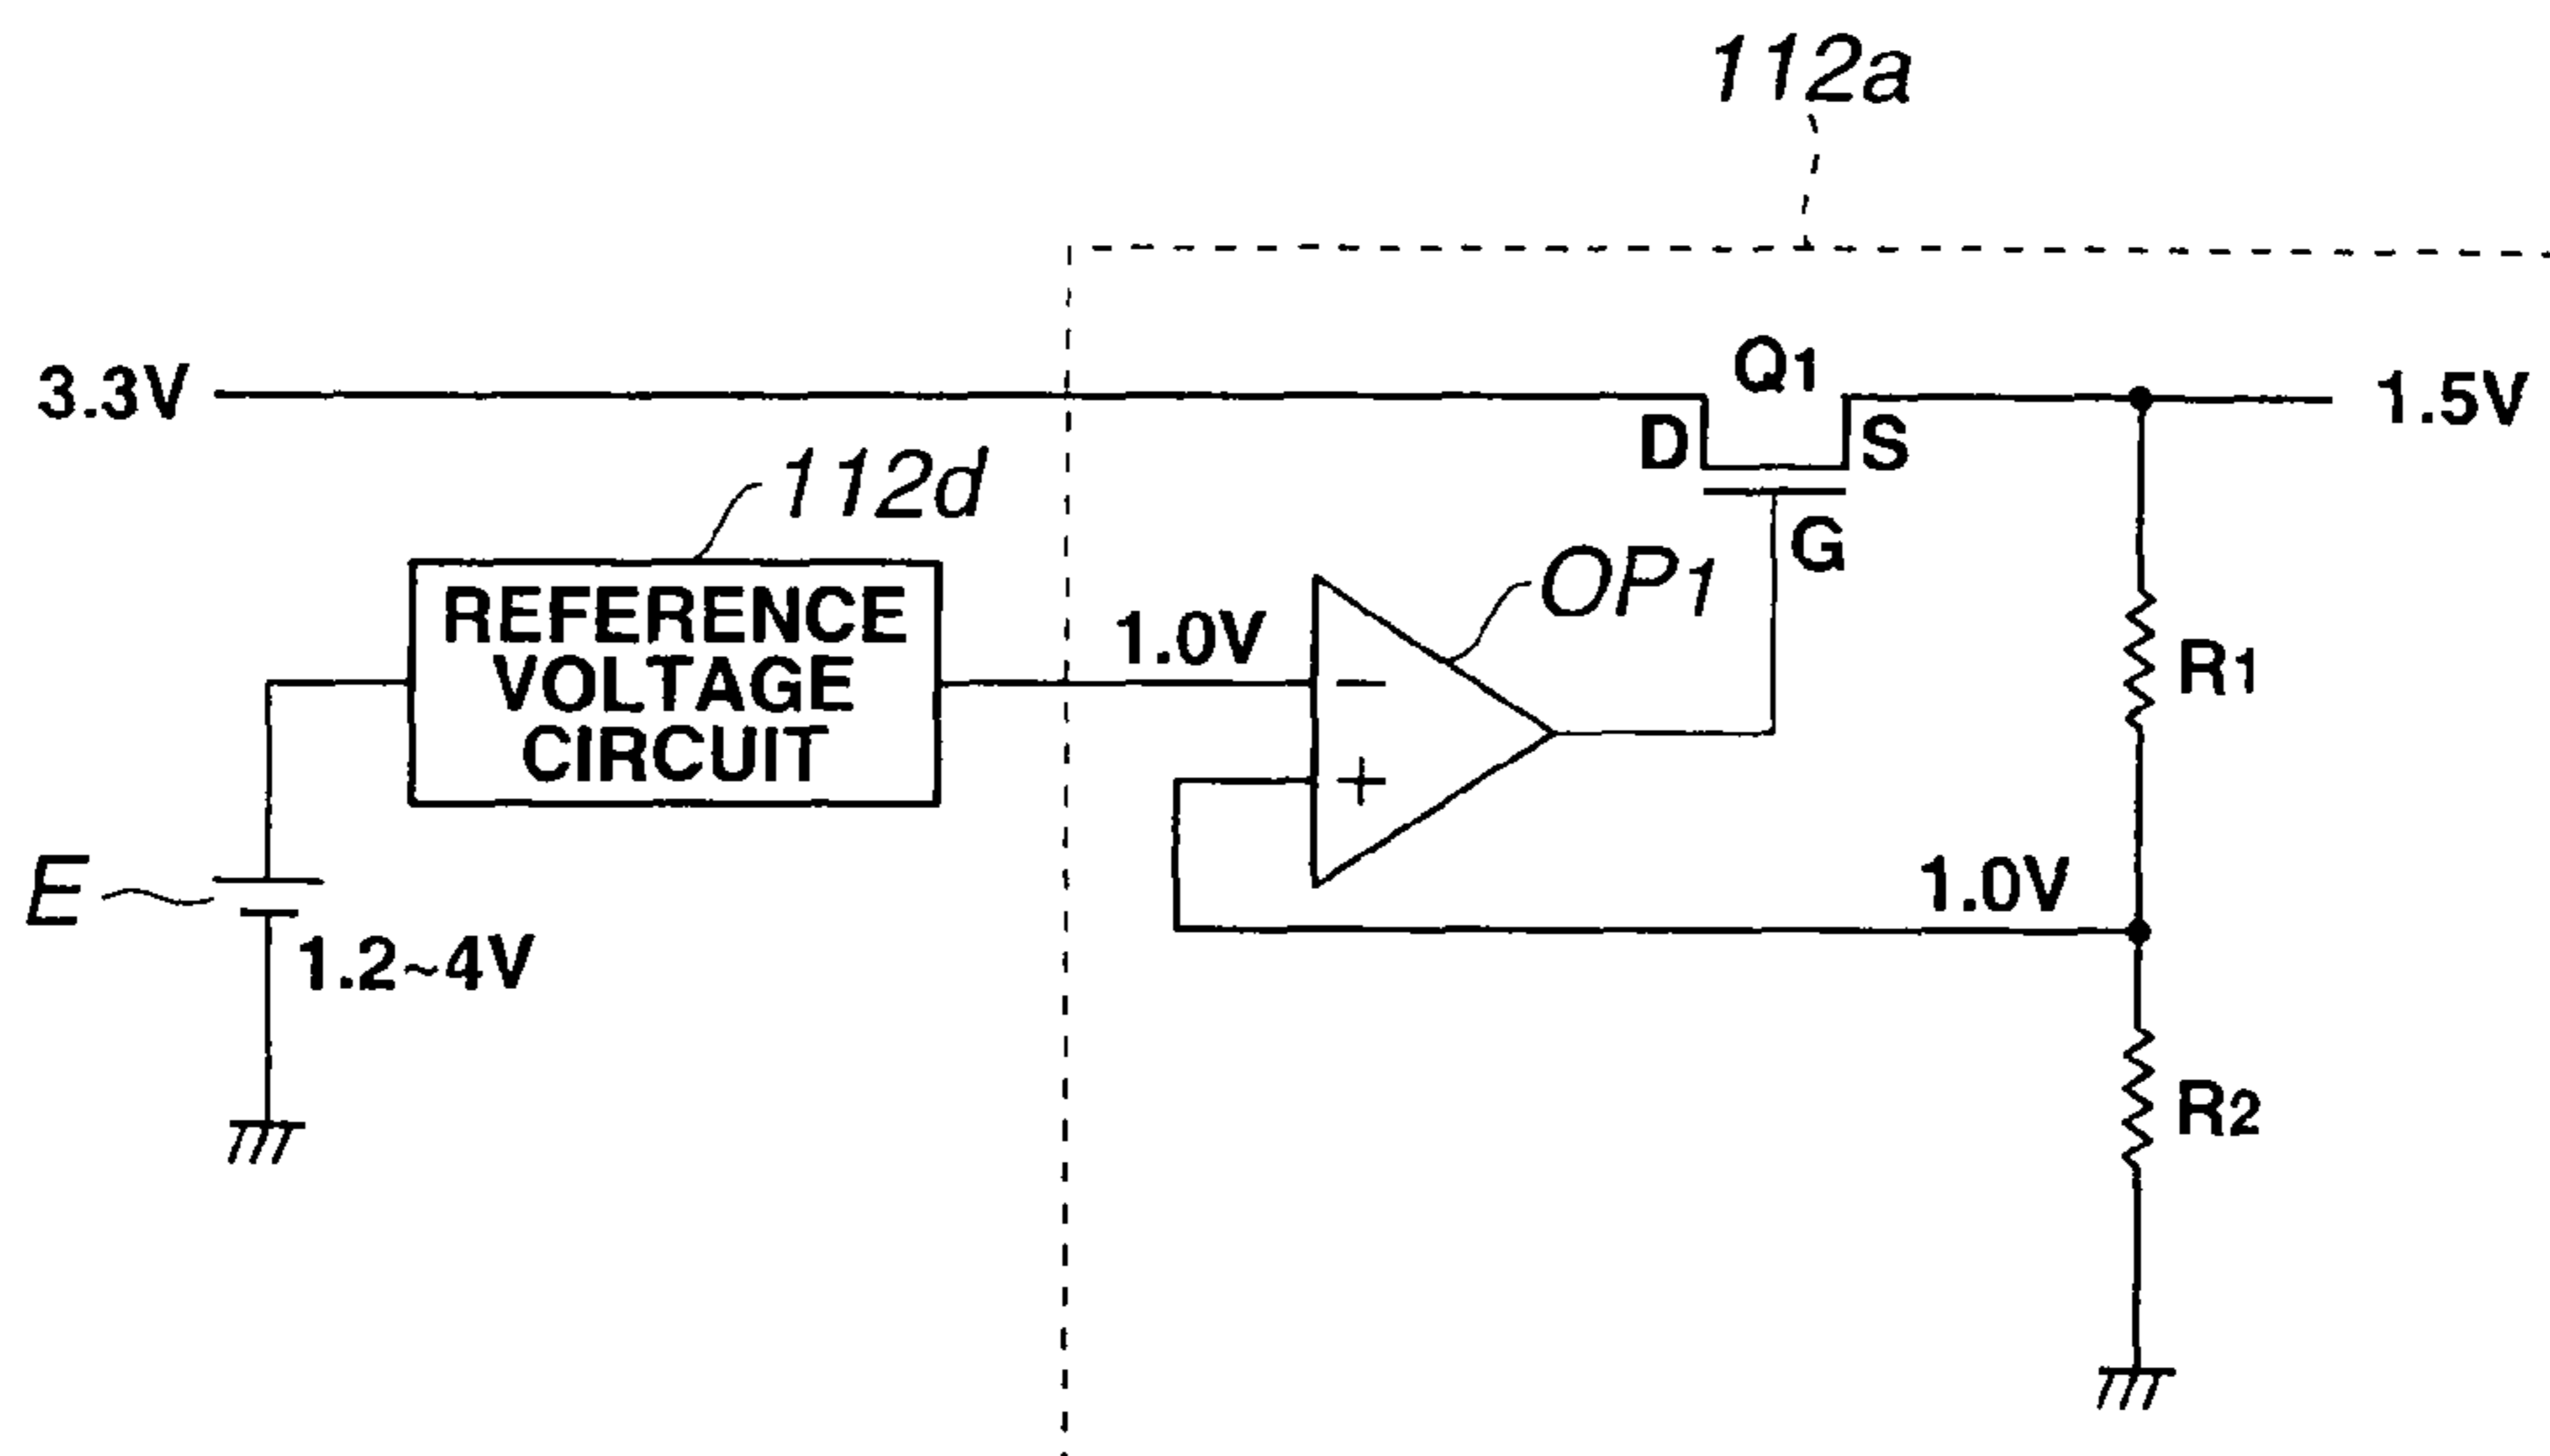 112a
3.3V
Q1
1.5V
D
S
G
112d
REFERENCE
VOLTAGE
CIRCUIT
1.0V
OP1
−
+
R1
E
1.2~4V
1.0V
R2